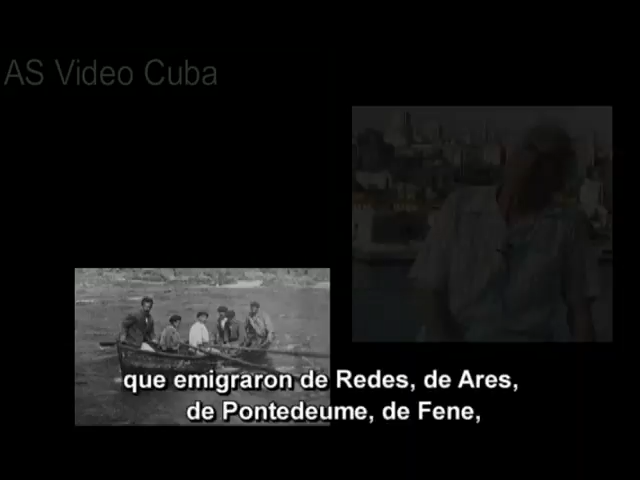 AS Video Cuba
que emigraron de Redes, de Ares,
de Pontedeume, de Fene,